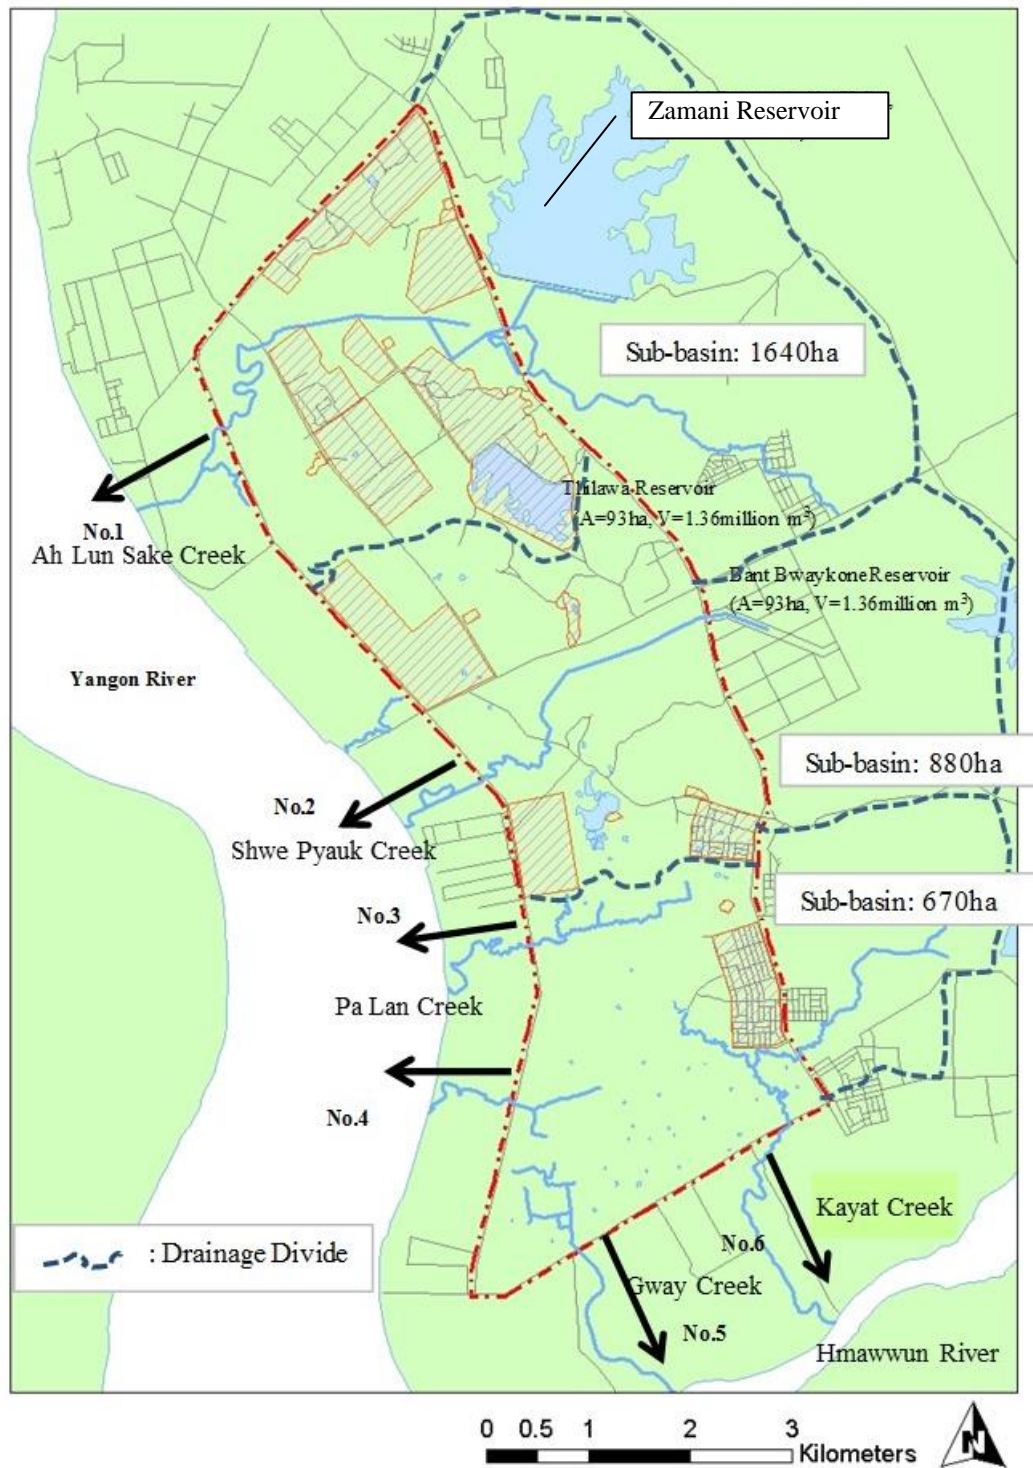 Zamani Reservoir
Sub-basin: 1640ha
Thilawa Reservoir
(A=93ha, V=1.36million m³)
No.1
Ah Lun Sake Creek
Bant Bwaykone Reservoir
(A=93ha, V=1.36million m³)
Yangon River
Sub-basin: 880ha
No.2
Shwe Pyauk Creek
Sub-basin: 670ha
No.3
Pa Lan Creek
No.4
Kayat Creek
No.6
: Drainage Divide
Gway Creek
No.5
Hmawwun River
0 0.5 1 2 3
Kilometers
N